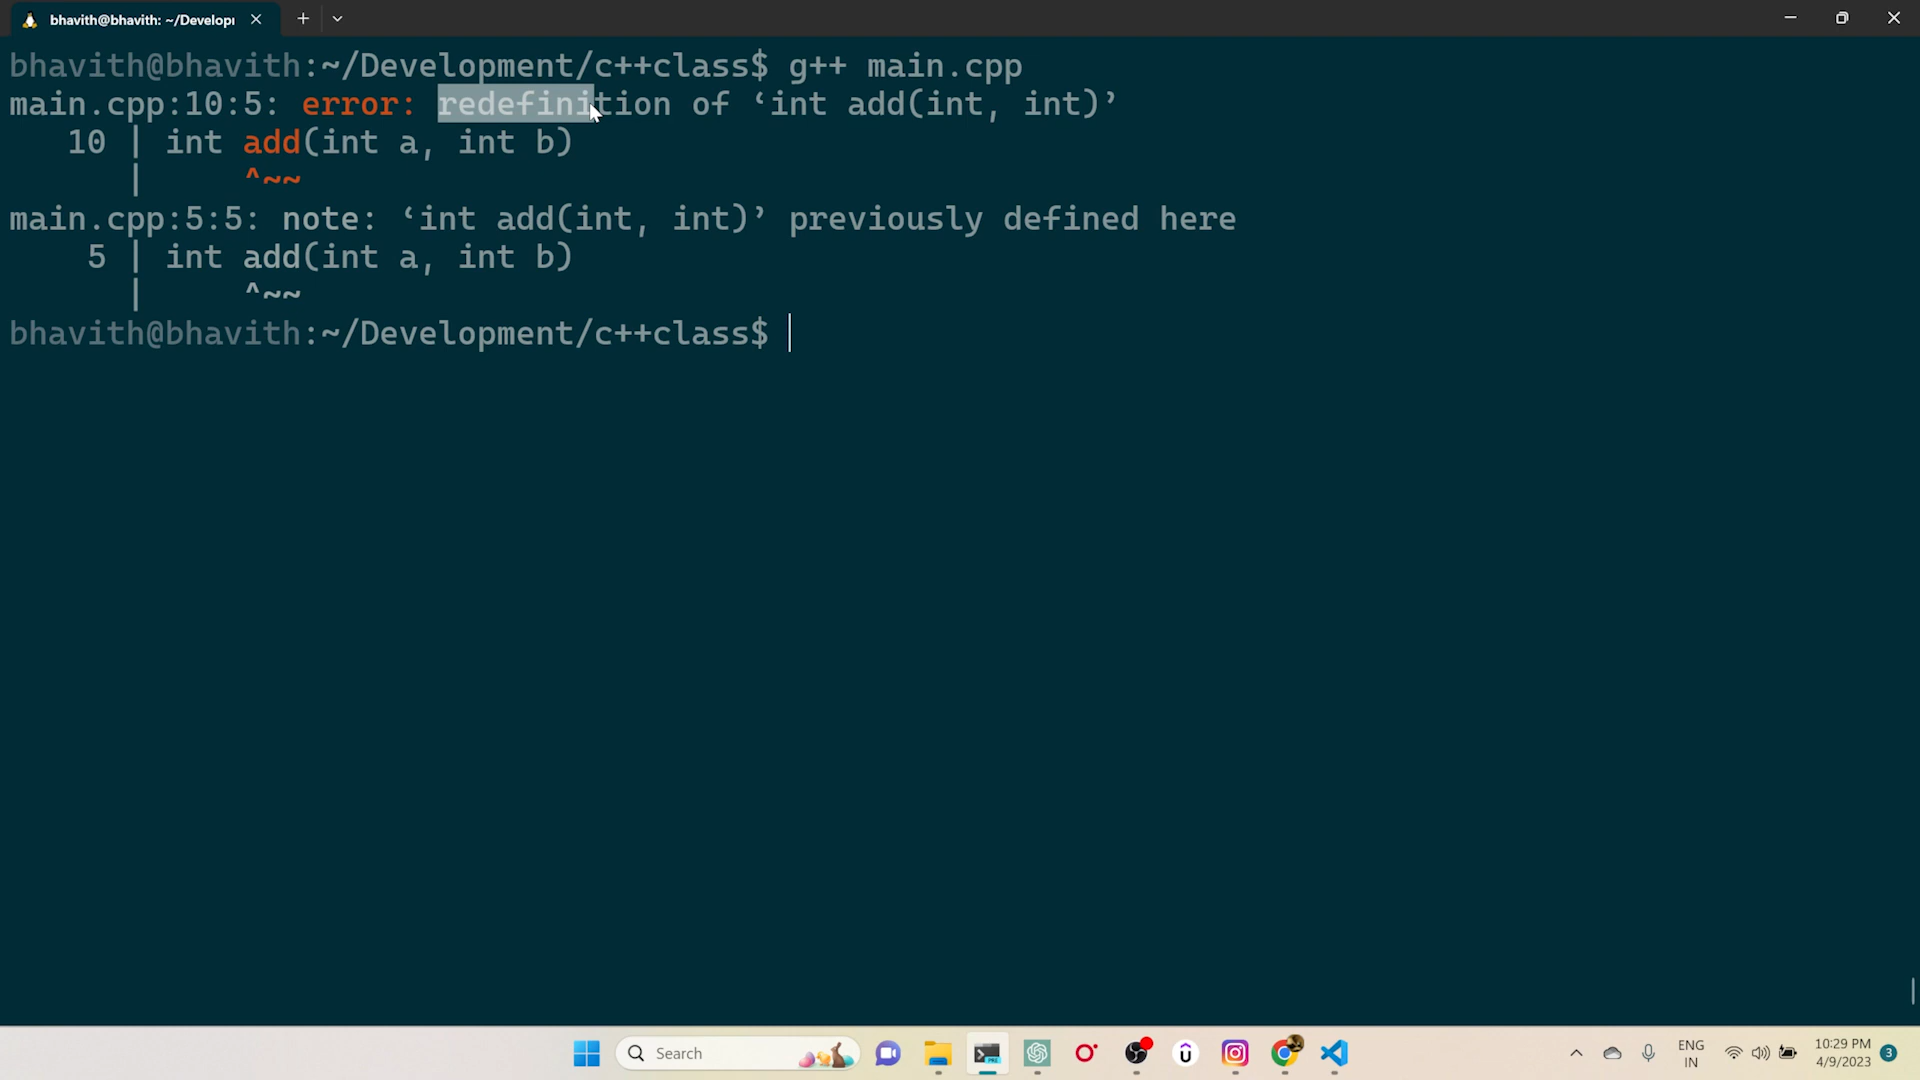 bhavith@bhavith: ~/Develop
bhavith@bhavith:~/Development/c++class$ g++ main.cpp
main.cpp:10:5: error: redefinition of ‘int add(int, int)’
10 | int add(int a, int b)
| ^~~
main.cpp:5:5: note: ‘int add(int, int)’ previously defined here
5 | int add(int a, int b)
| ^~~
bhavith@bhavith:~/Development/c++class$
Search
PRE
ENG
IN
10:29 PM
4/9/2023
3